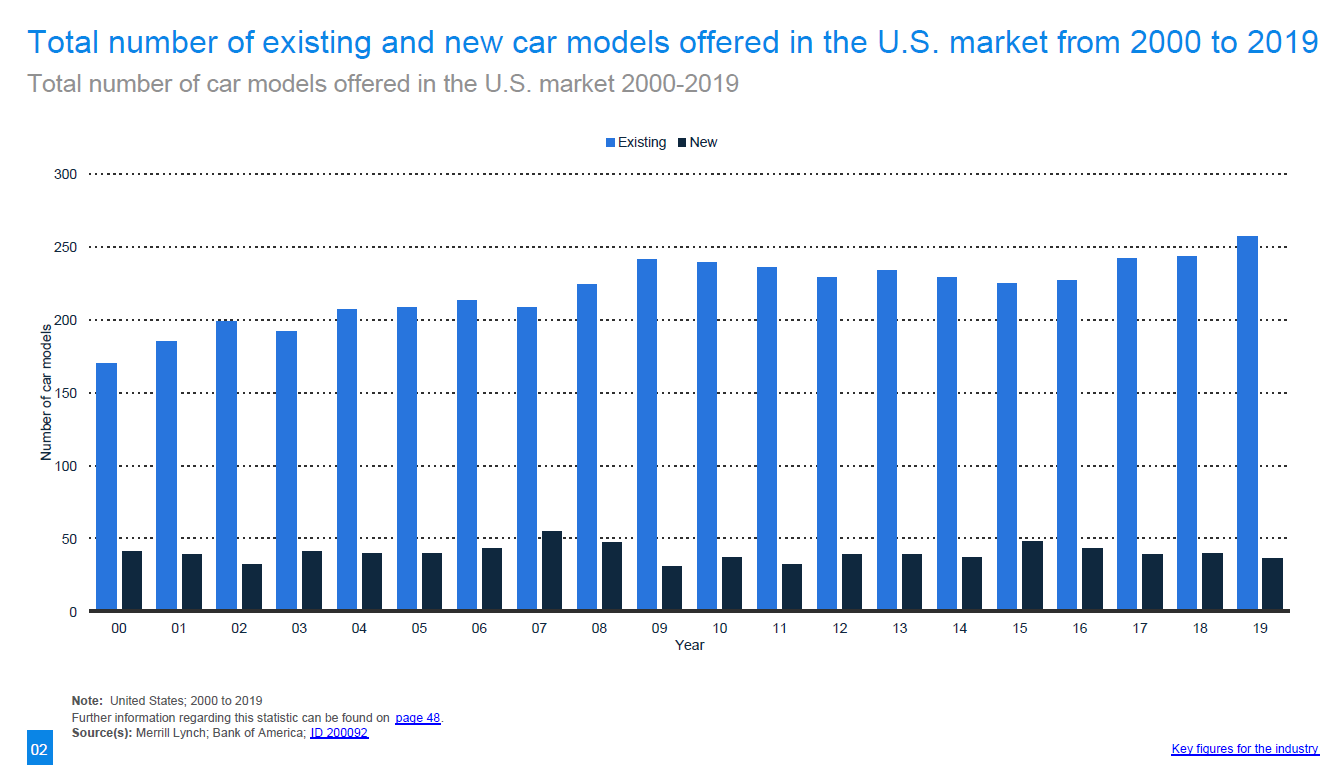 Total number of existing and new car models offered in the U.S. market from 2000 to 2019
Total number of car models offered in the U.S. market 2000-2019
Existing New
300
250
200
150
100
50
0
Number of car models
00 01 02 03 04 05 06 07 08 09 10 11 12 13 14 15 16 17 18 19
Year
Note: United States; 2000 to 2019
Further information regarding this statistic can be found on page 48.
Source(s): Merrill Lynch; Bank of America; ID 200092
02
Key figures for the industry